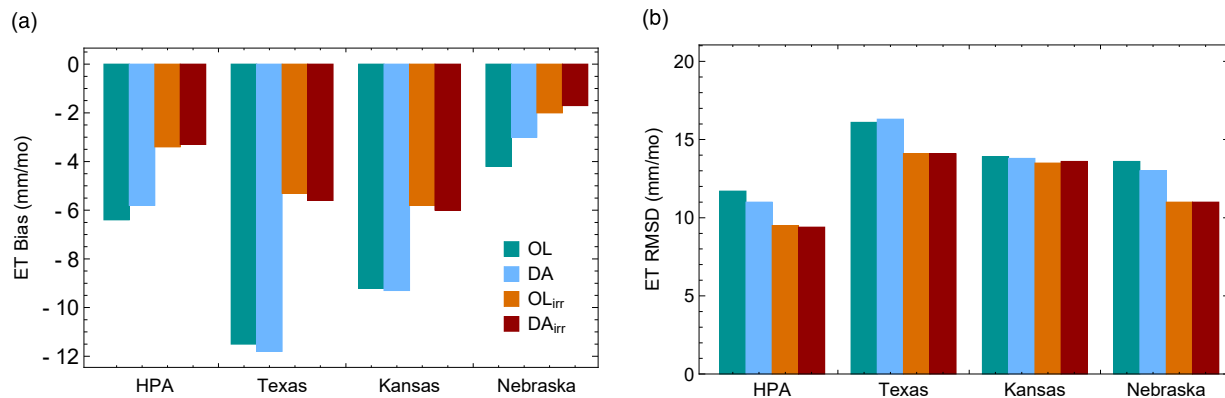 (a)
0
- 2
- 4
- 6
- 8
- 10
- 12
ET Bias (mm/mo)
OL
DA
OLirr
DAirr
HPA Texas Kansas Nebraska
(b)
20
15
10
5
0
ET RMSD (mm/mo)
HPA Texas Kansas Nebraska